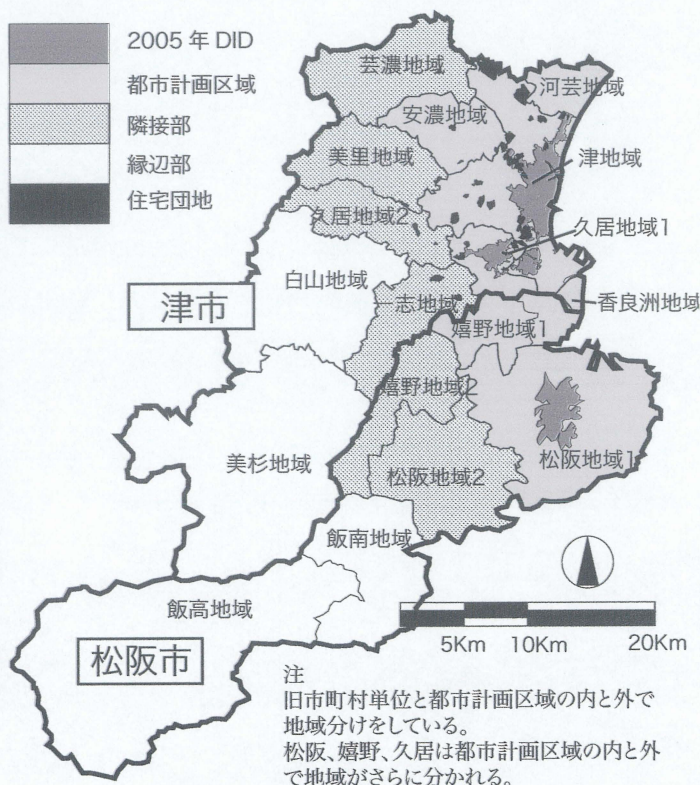 2005年DID
都市計画区域
隣接部
縁辺部
住宅団地
芸濃地域
河芸地域
安濃地域
美里地域
津地域
久居地域2
久居地域1
白山地域
津市
一志地域
香良洲地域
嬉野地域1
嬉野地域2
美杉地域
松阪地域1
松阪地域2
飯南地域
飯高地域
松阪市
5Km 10Km 20Km
注
旧市町村単位と都市計画区域の内と外で
地域分けをしている。
松阪、嬉野、久居は都市計画区域の内と外
で地域がさらに分かれる。